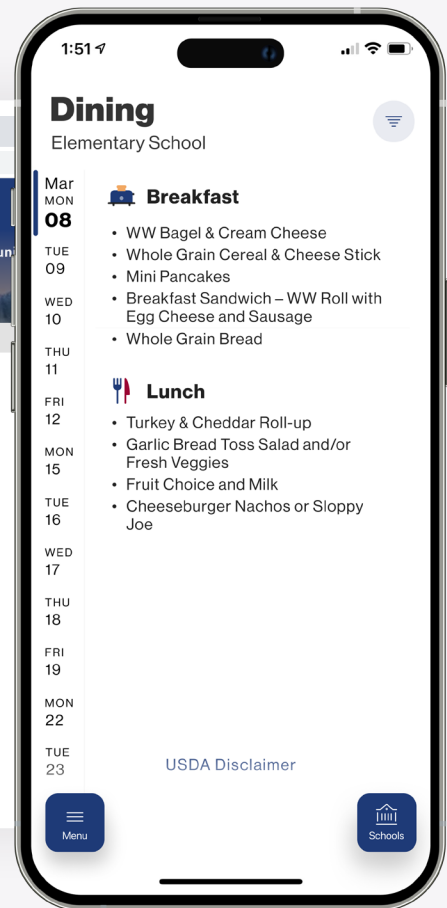 1:51
Dining
Elementary School
Mar
MON
08
TUE
09
WED
10
THU
11
FRI
12
MON
15
TUE
16
WED
17
THU
18
FRI
19
MON
22
TUE
23
Breakfast
• WW Bagel & Cream Cheese
• Whole Grain Cereal & Cheese Stick
• Mini Pancakes
• Breakfast Sandwich – WW Roll with
Egg Cheese and Sausage
• Whole Grain Bread
Lunch
• Turkey & Cheddar Roll-up
• Garlic Bread Toss Salad and/or
Fresh Veggies
• Fruit Choice and Milk
• Cheeseburger Nachos or Sloppy
Joe
USDA Disclaimer
Menu
Schools